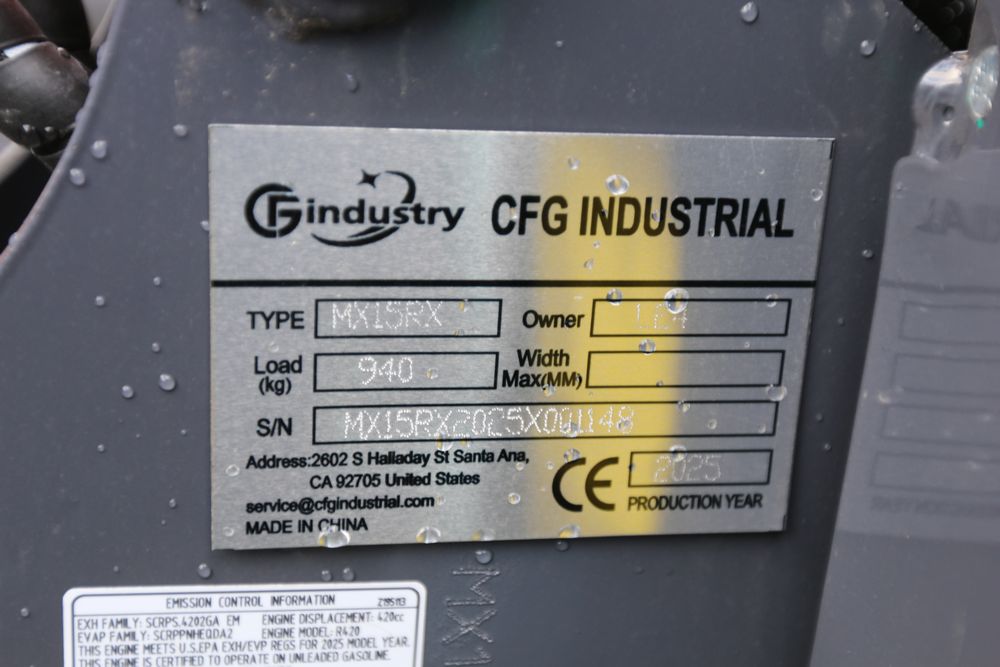 CFGindustry CFG INDUSTRIAL
TYPE MX15RX Owner
Load (kg) 940 Width Max(MM)
S/N MX15RX2025X001148
Address:2602 S Halladay St Santa Ana,
CA 92705 United States
service@cfgindustrial.com
MADE IN CHINA
CE 2025
PRODUCTION YEAR
MX1
EMISSION CONTROL INFORMATION
EXH FAMILY: SCRPS.4202GA EM ENGINE DISPLACEMENT: 420cc
EVAP FAMILY: SCRPPNHEQDA2 ENGINE MODEL: R420
THIS ENGINE MEETS U.S.EPA EXH/EVP REGS FOR 2025 MODEL YEAR.
THIS ENGINE IS CERTIFIED TO OPERATE ON UNLEADED GASOLINE.